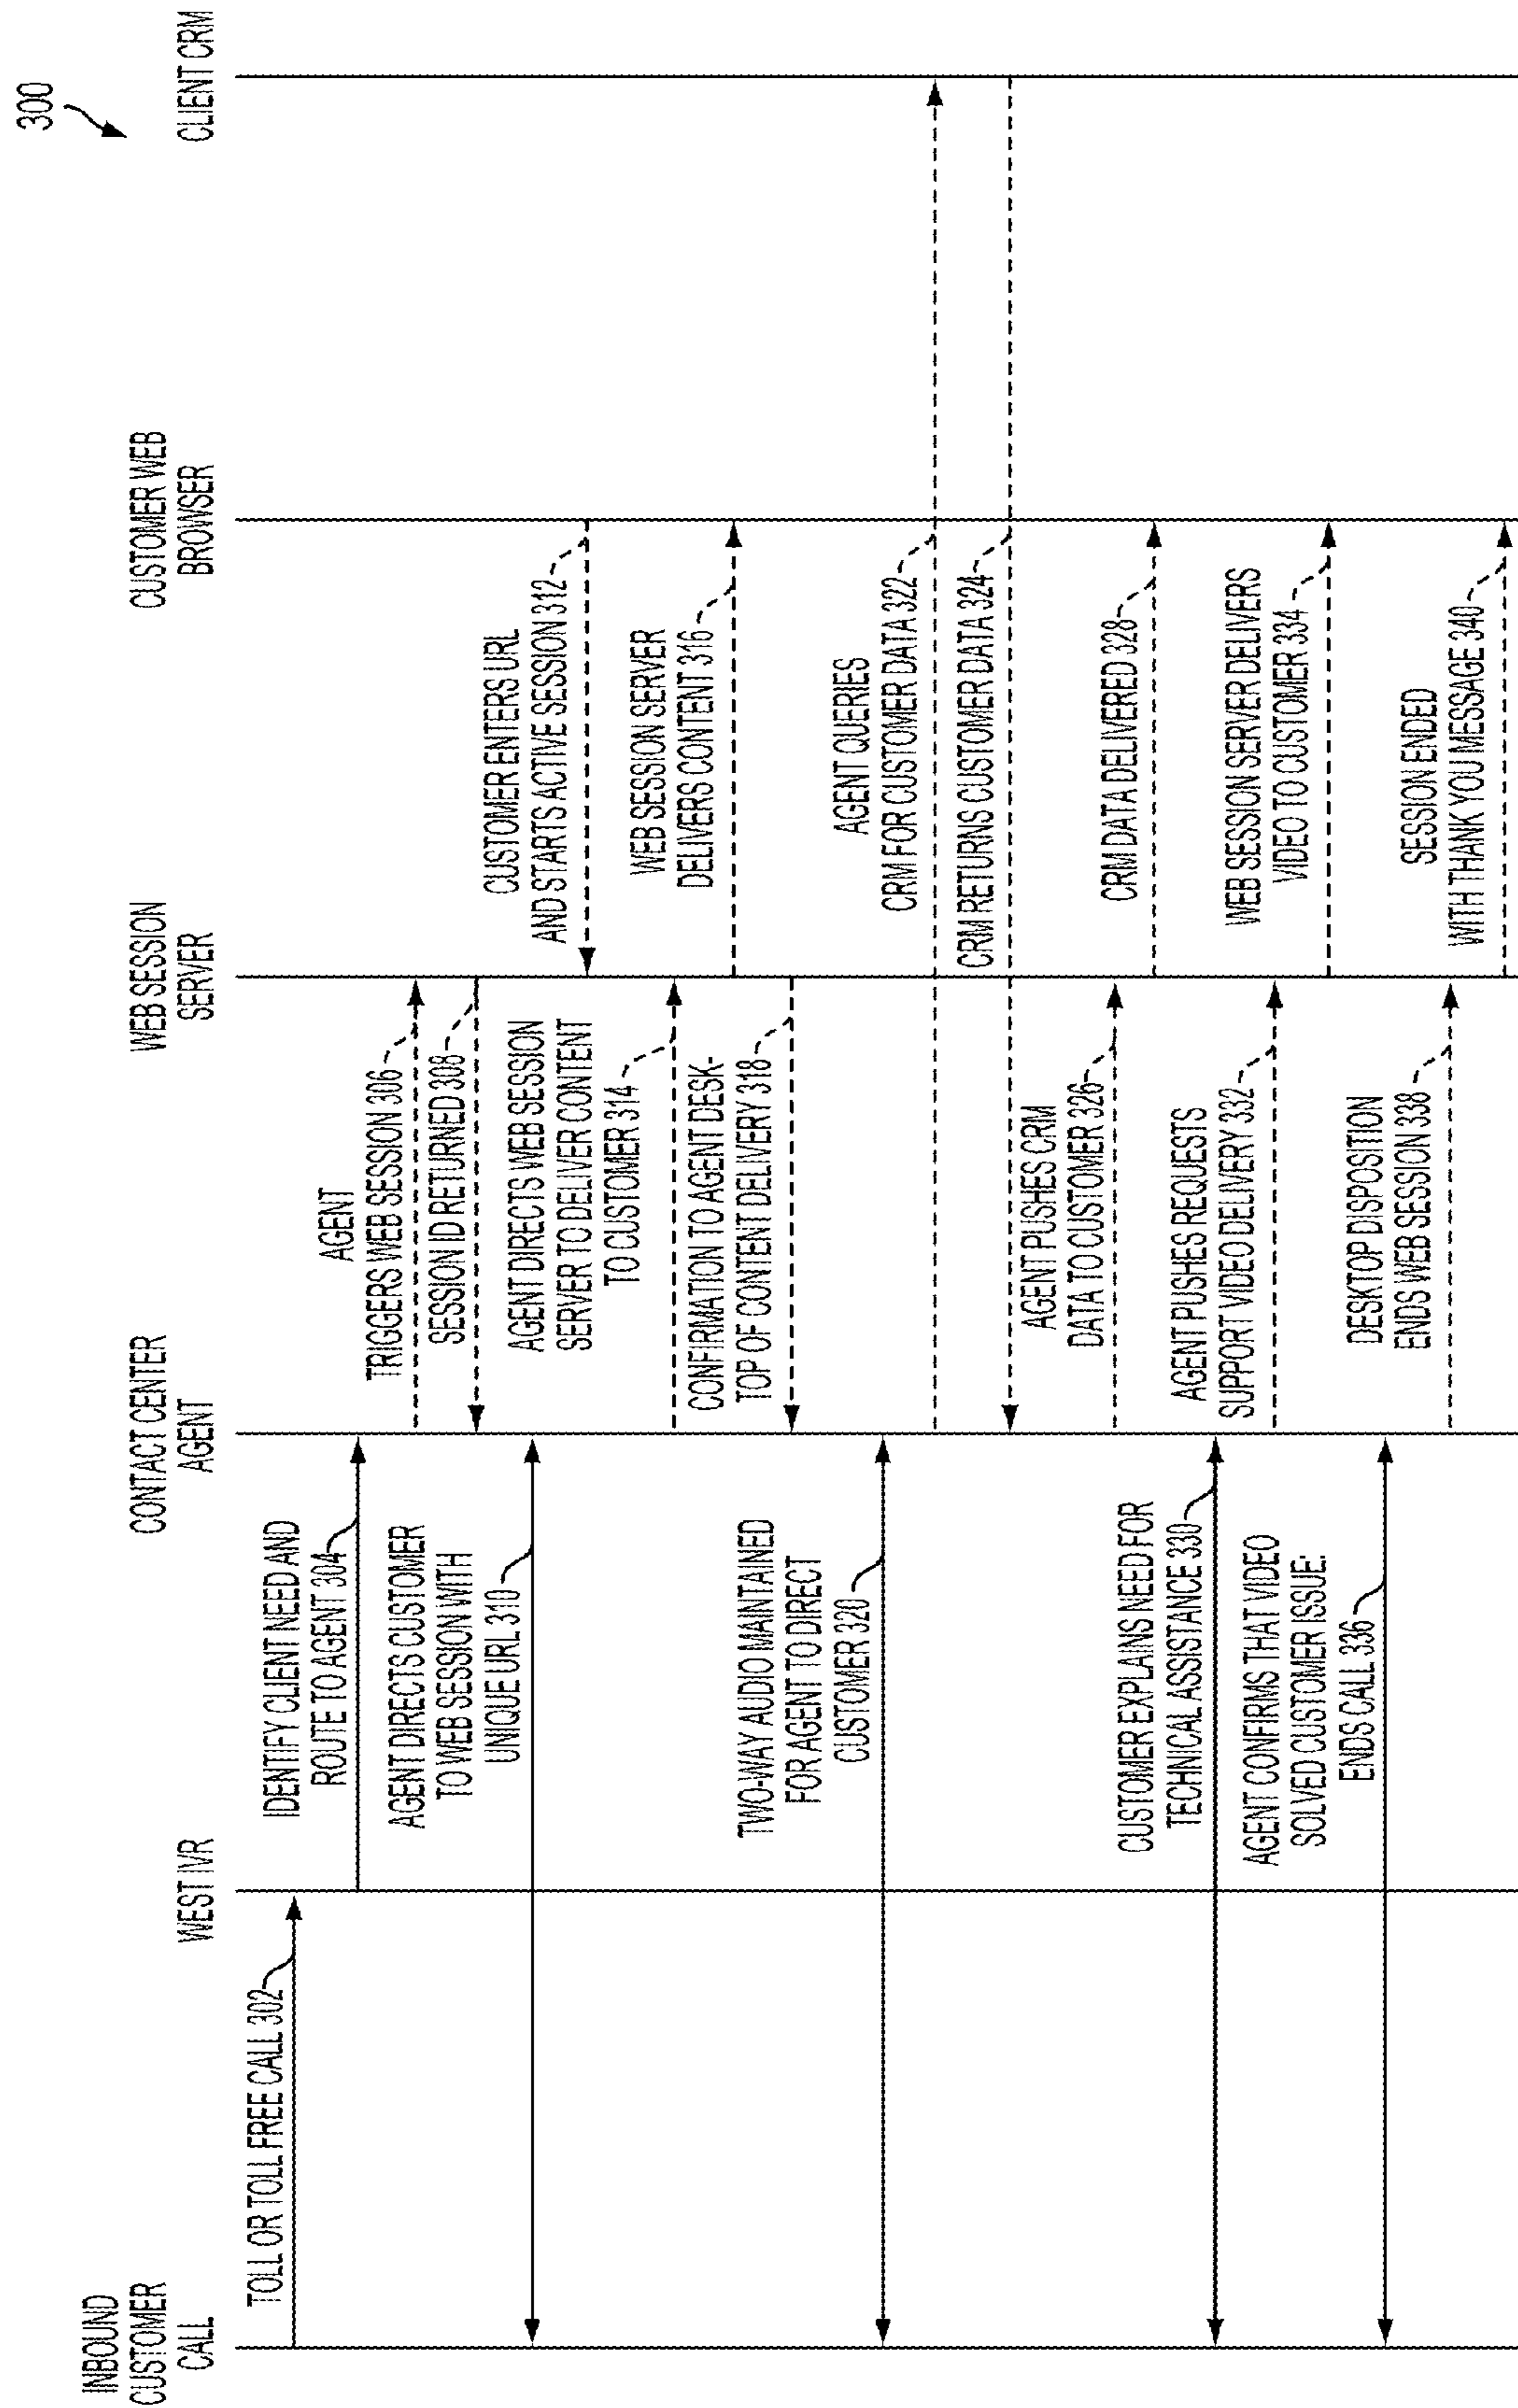 300
INBOUND
CUSTOMER
CALL
WEST IVR
CONTACT CENTER
AGENT
WEB SESSION
SERVER
CUSTOMER WEB
BROWSER
CLIENT CRM
TOLL OR TOLL FREE CALL 302
IDENTIFY CLIENT NEED AND
ROUTE TO AGENT 304
AGENT
TRIGGERS WEB SESSION 306
SESSION ID RETURNED 308
AGENT DIRECTS CUSTOMER
TO WEB SESSION WITH
UNIQUE URL 310
CUSTOMER ENTERS URL
AND STARTS ACTIVE SESSION 312
AGENT DIRECTS WEB SESSION
SERVER TO DELIVER CONTENT
TO CUSTOMER 314
WEB SESSION SERVER
DELIVERS CONTENT 316
CONFIRMATION TO AGENT DESK-
TOP OF CONTENT DELIVERY 318
TWO-WAY AUDIO MAINTAINED
FOR AGENT TO DIRECT
CUSTOMER 320
AGENT QUERIES
CRM FOR CUSTOMER DATA 322
CRM RETURNS CUSTOMER DATA 324
AGENT PUSHES CRM
DATA TO CUSTOMER 326
CRM DATA DELIVERED 328
CUSTOMER EXPLAINS NEED FOR
TECHNICAL ASSISTANCE 330
AGENT PUSHES REQUESTS
SUPPORT VIDEO DELIVERY 332
WEB SESSION SERVER DELIVERS
VIDEO TO CUSTOMER 334
AGENT CONFIRMS THAT VIDEO
SOLVED CUSTOMER ISSUE:
ENDS CALL 336
DESKTOP DISPOSITION
ENDS WEB SESSION 338
SESSION ENDED
WITH THANK YOU MESSAGE 340